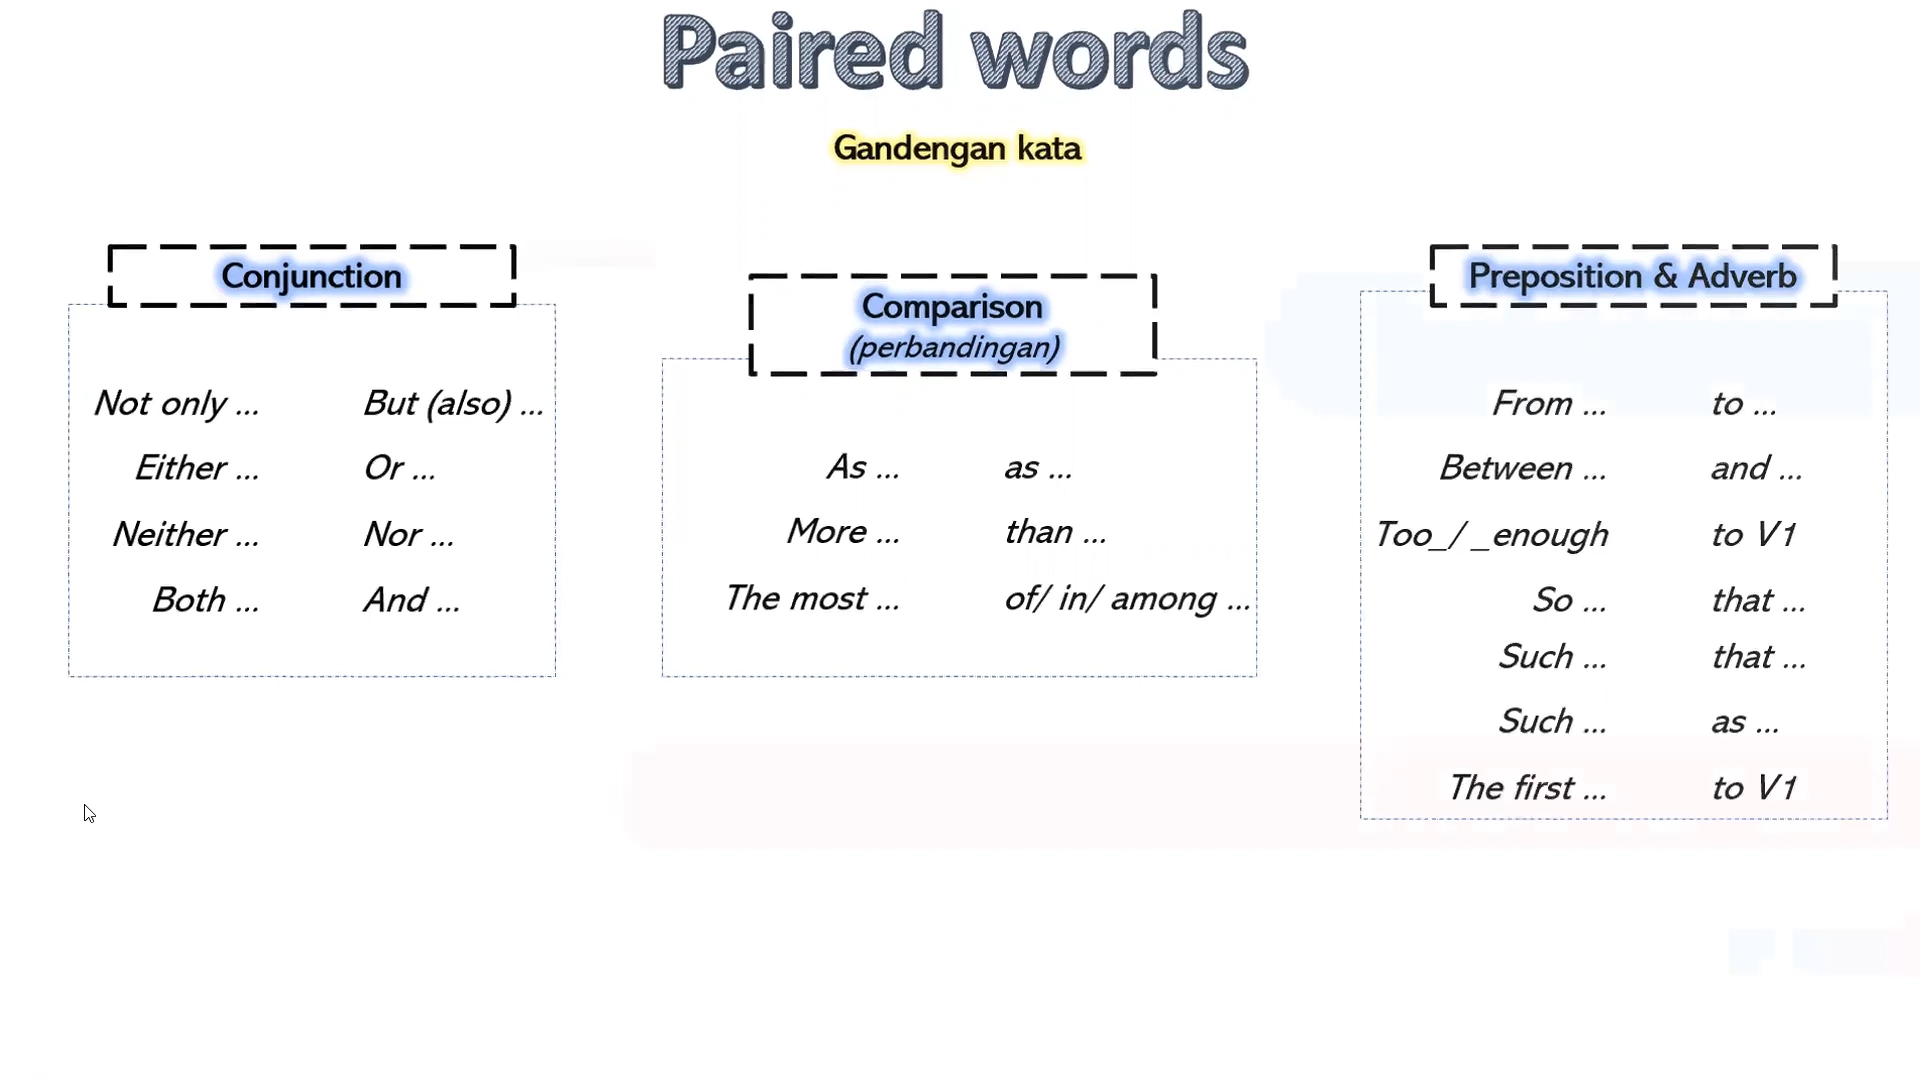 Paired words
Gandengan kata
Conjunction
Not only ... But (also) ...
Either ... Or ...
Neither ... Nor ...
Both ... And ...
Comparison
(perbandingan)
As ... as ...
More ... than ...
The most ... of/ in/ among ...
Preposition & Adverb
From ... to ...
Between ... and ...
Too_/ _enough to V1
So ... that ...
Such ... that ...
Such ... as ...
The first ... to V1